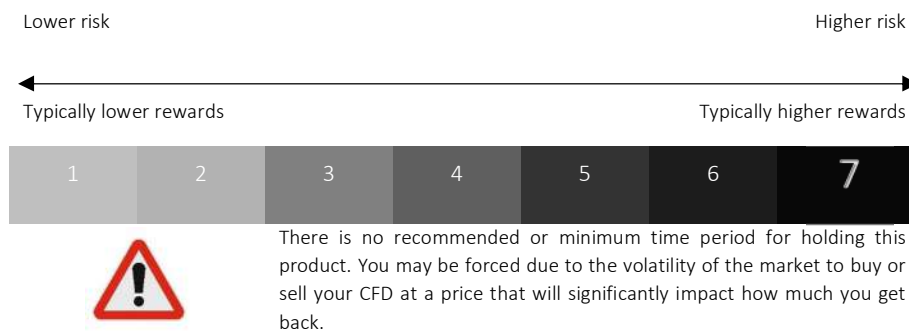 Lower risk Higher risk
Typically lower rewards Typically higher rewards
1 2 3 4 5 6 7
There is no recommended or minimum time period for holding this
product. You may be forced due to the volatility of the market to buy or
sell your CFD at a price that will significantly impact how much you get
back.